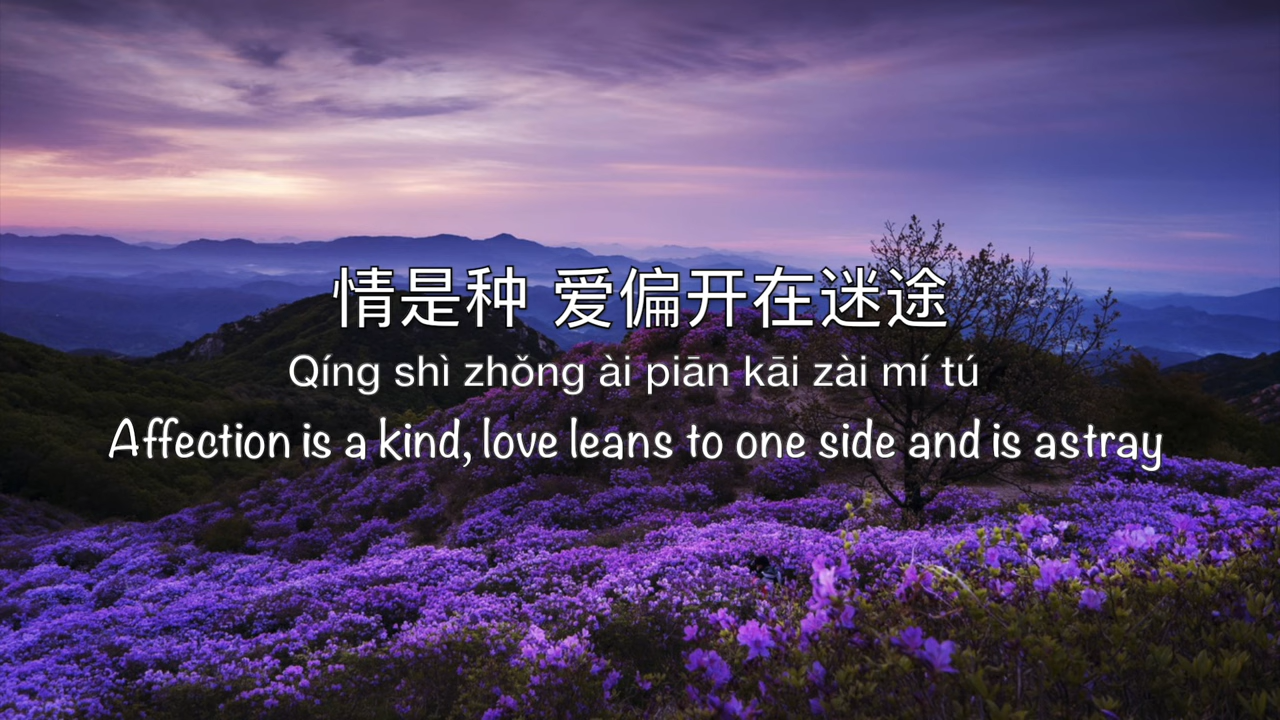 情是种 爱偏开在迷途
Qíng shì zhǒng ài piān kāi zài mí tú
Affection is a kind, love leans to one side and is astray